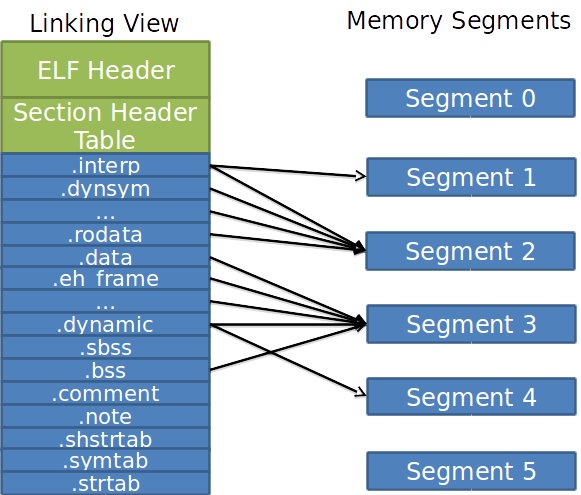 Linking View
Memory Segments
ELF Header
Section Header
Table
.interp
.dynsym
...
.rodata
.data
.eh_frame
...
.dynamic
.sbss
.bss
.comment
.note
.shstrtab
.symtab
.strtab
Segment 0
Segment 1
Segment 2
Segment 3
Segment 4
Segment 5